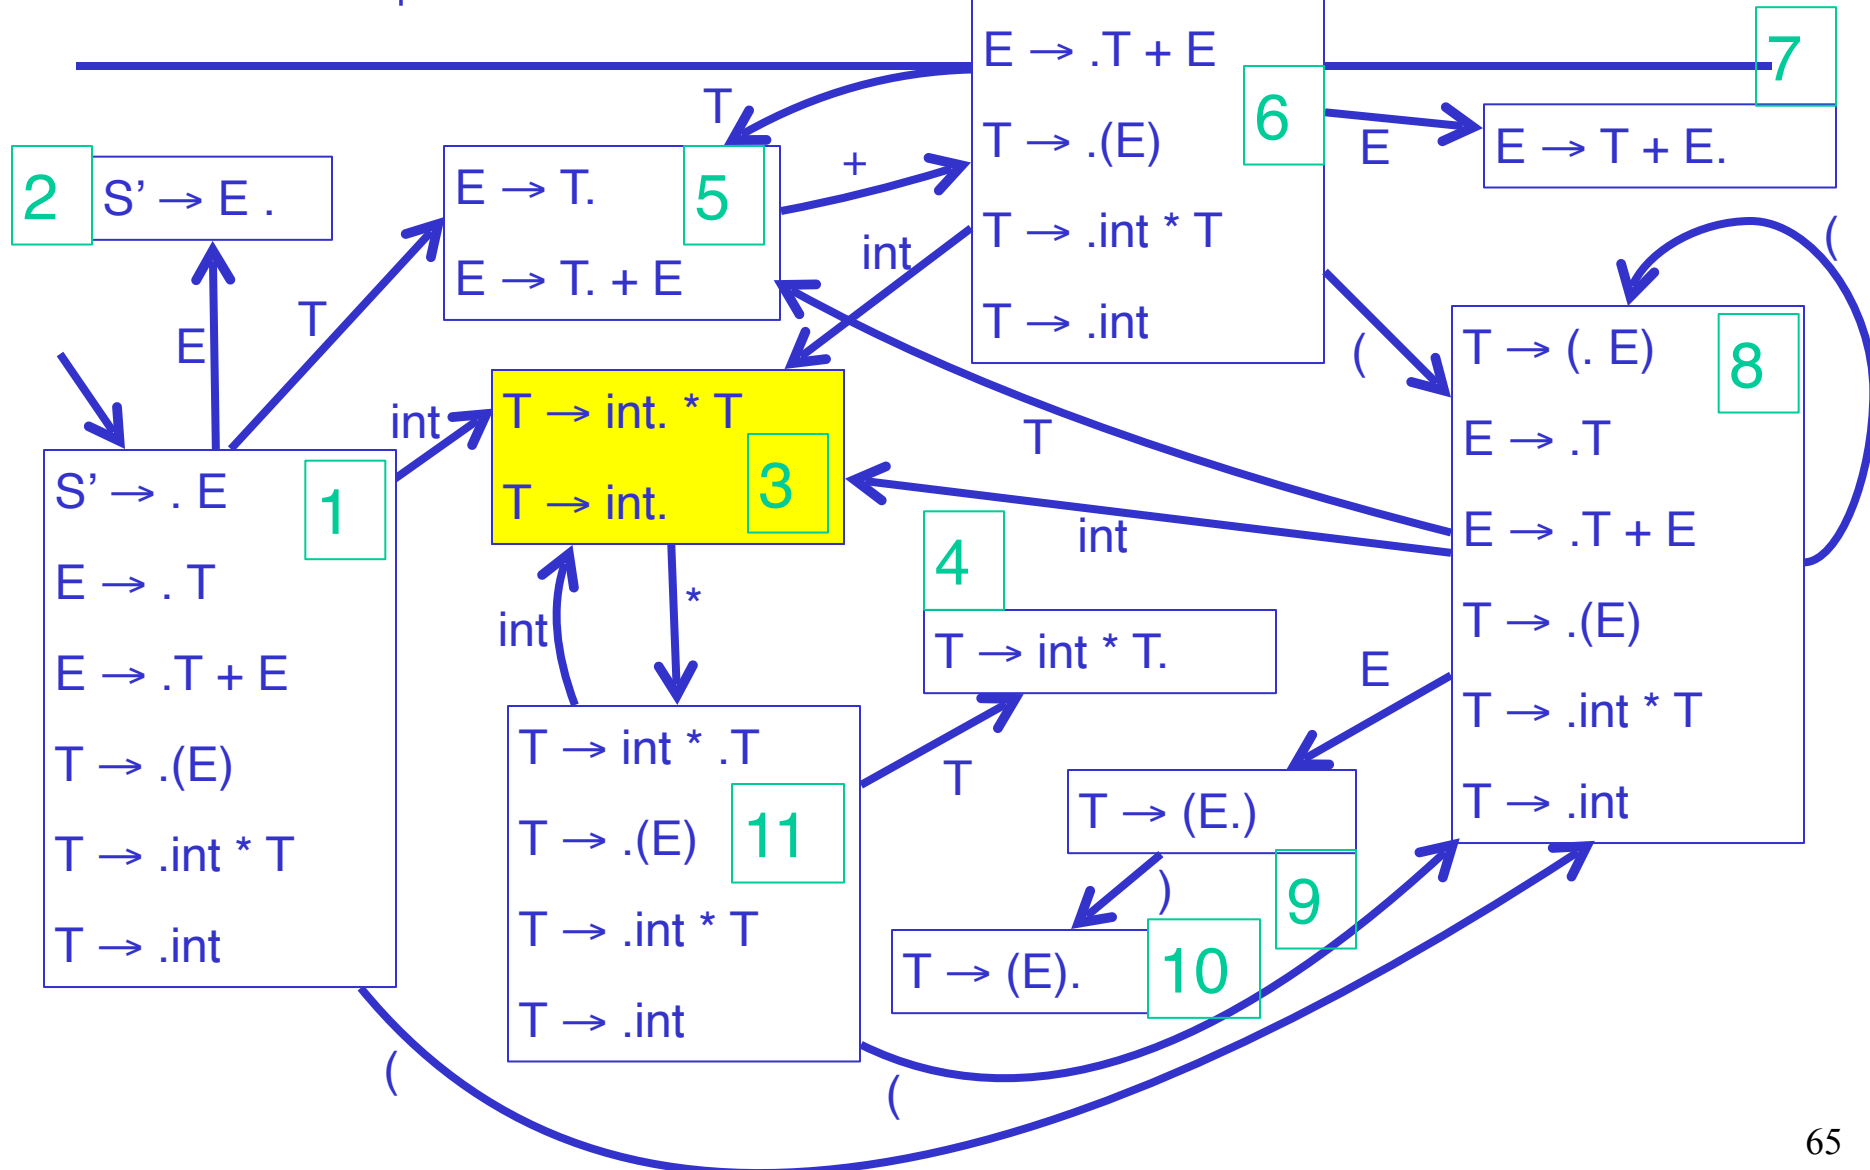 E → .T + E
T → .(E)
T → .int * T
T → .int
6
7
E → T + E.
E
T
+
2
S’ → E .
E → T.
E → T. + E
5
int
(
(
E
T
int
T → int. * T
T → int.
3
T
int
T → (. E)
E → .T
E → .T + E
T → .(E)
T → .int * T
T → .int
8
S’ → . E
E → . T
E → .T + E
T → .(E)
T → .int * T
T → .int
1
int
*
4
T → int * T.
E
T
T → int * .T
T → .(E)
T → .int * T
T → .int
11
T → (E.)
9
)
T → (E).
10
(
(
65